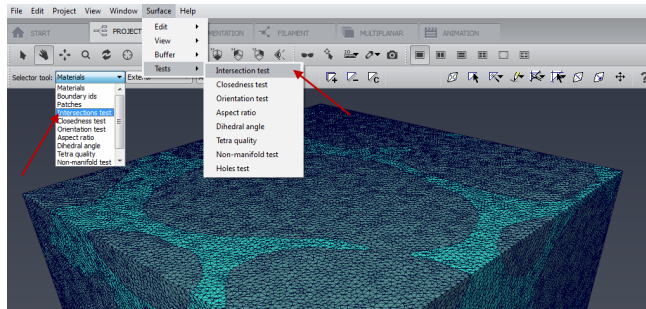 File Edit Project View Window Surface Help
START PROJECT FILAMENT MULTIPLANAR ANIMATION
Edit
View
Buffer
Tests
Selector tool: Materials
Intersection test
Closedness test
Orientation test
Aspect ratio
Dihedral angle
Tetra quality
Non-manifold test
Holes test
Materials
Boundary ids
Patches
Intersections test
Closedness test
Orientation test
Aspect ratio
Dihedral angle
Tetra quality
Non-manifold test